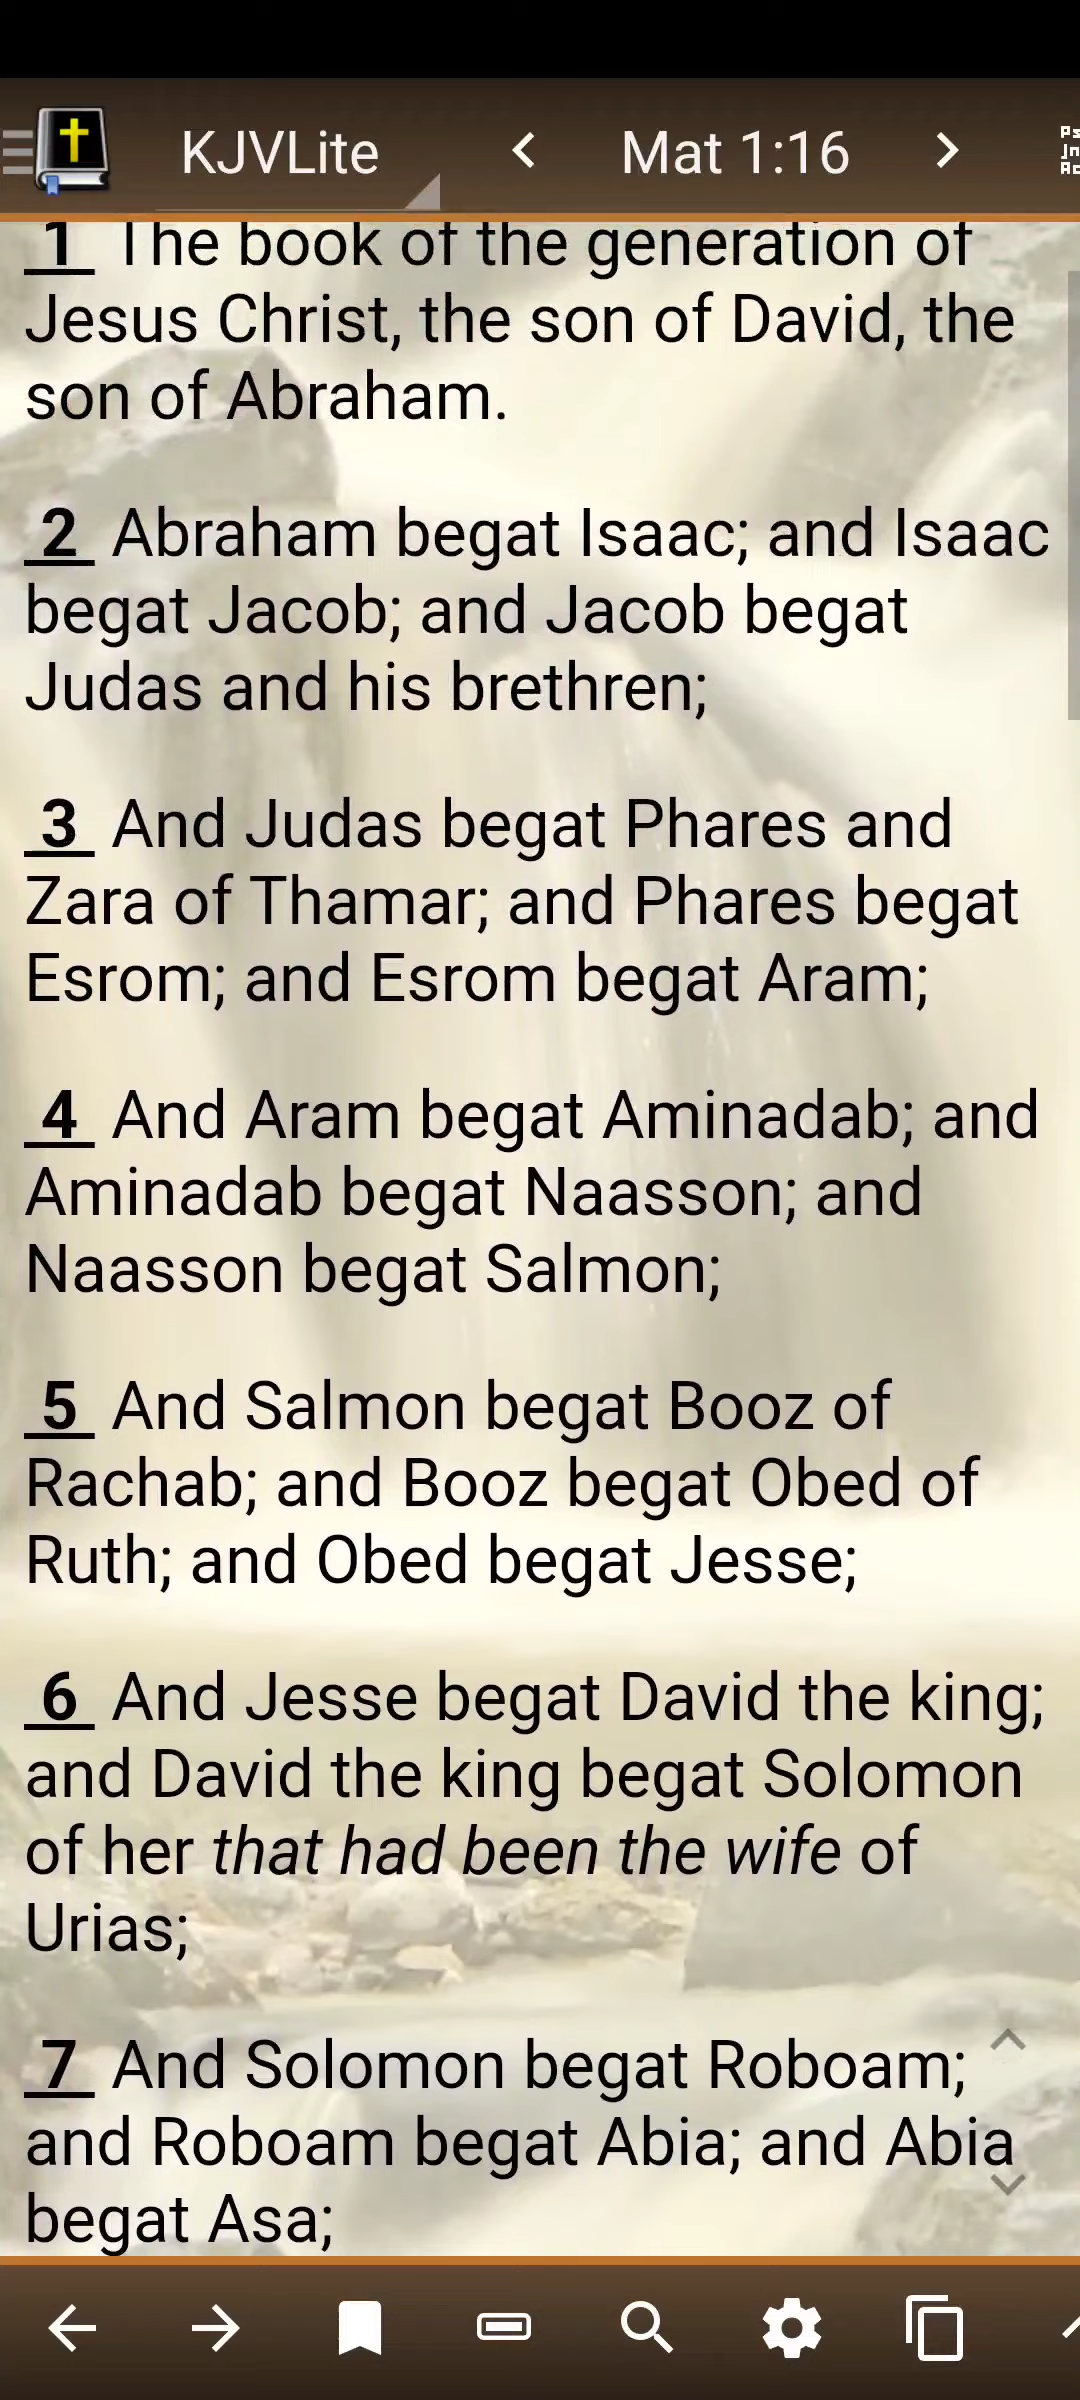 KJVLite
Mat 1:16
1 The book of the generation of
Jesus Christ, the son of David, the
son of Abraham.
2 Abraham begat Isaac; and Isaac
begat Jacob; and Jacob begat
Judas and his brethren;
3 And Judas begat Phares and
Zara of Thamar; and Phares begat
Esrom; and Esrom begat Aram;
4 And Aram begat Aminadab; and
Aminadab begat Naasson; and
Naasson begat Salmon;
5 And Salmon begat Booz of
Rachab; and Booz begat Obed of
Ruth; and Obed begat Jesse;
6 And Jesse begat David the king;
and David the king begat Solomon
of her that had been the wife of
Urias;
7 And Solomon begat Roboam;
and Roboam begat Abia; and Abia
begat Asa;